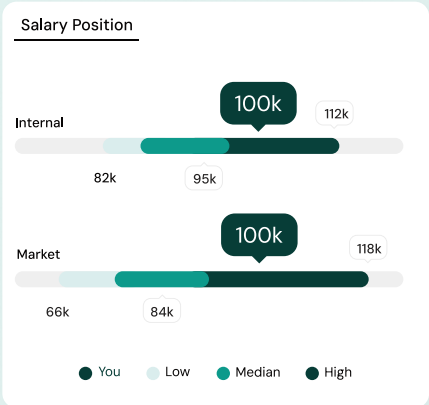 Salary Position
100k
112k
Internal
82k
95k
100k
118k
Market
66k
84k
You Low Median High